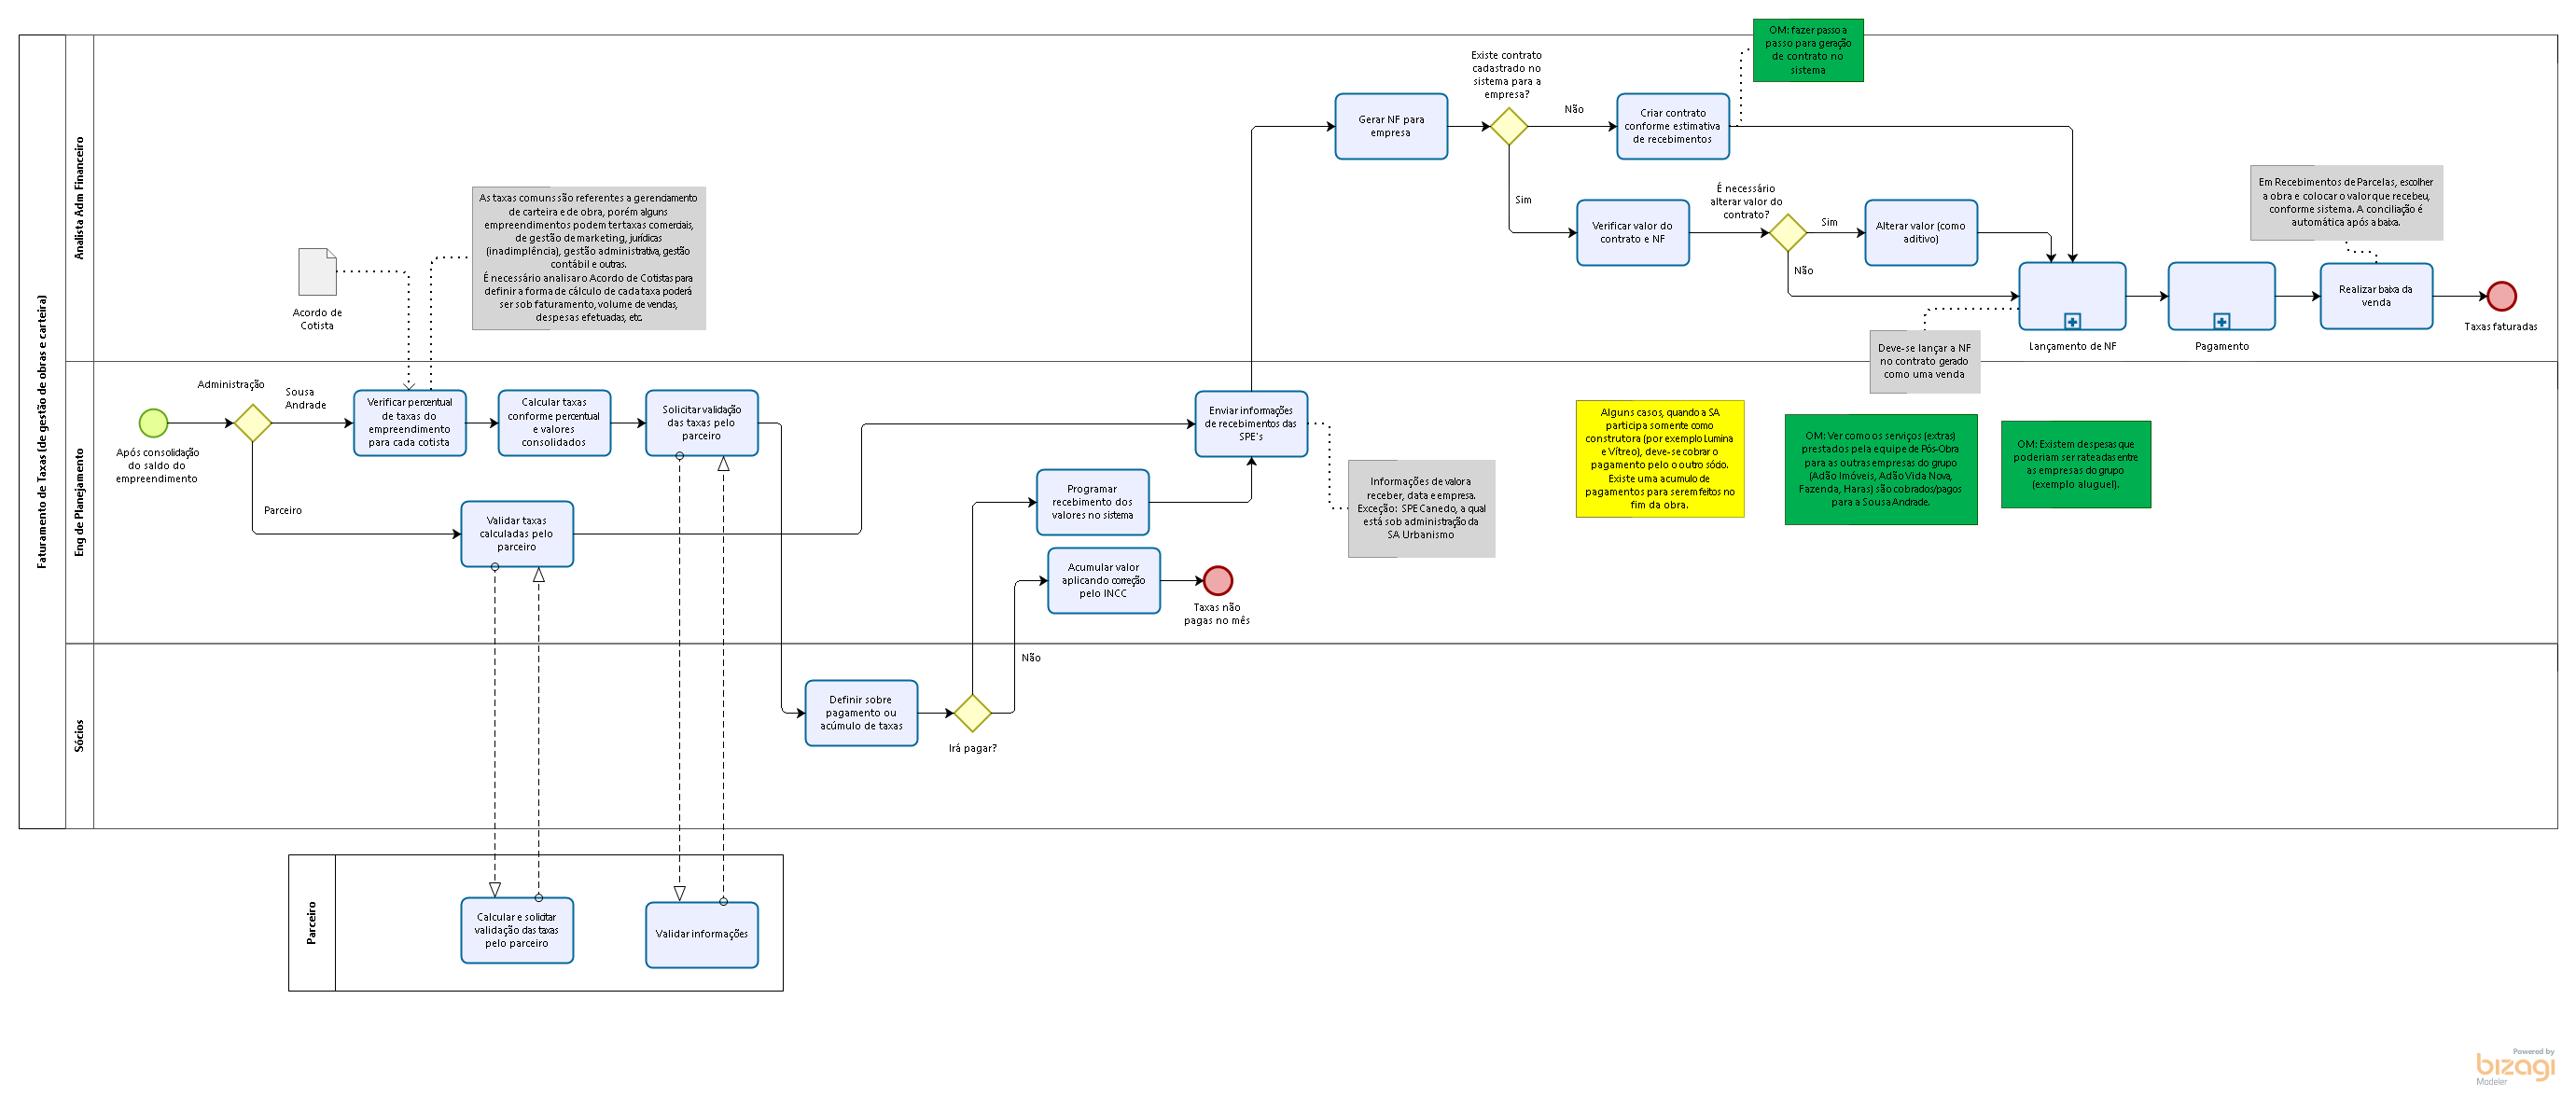 Faturamento de Taxas (de gestão de obras e carteira)
Analista Adm Financeiro
Acordo de
Cotista
As taxas comuns são referentes a gerenciamento
de carteira e de obra, porém alguns
empreendimentos podem ter taxas comerciais,
de gestão de marketing, jurídicas
(inadimplência), gestão administrativa, gestão
contábil e outras.
É necessário analisar o Acordo de Cotistas para
definir a forma de cálculo de cada taxa poderá
ser sob faturamento, volume de vendas,
despesas efetuadas, etc.
Gerar NF para
empresa
Existe contrato
cadastrado no
sistema para a
empresa?
Não
Sim
Criar contrato
conforme estimativa
de recebimentos
OM: fazer passo a
passo para geração
de contrato no
sistema
Verificar valor do
contrato e NF
É necessário
alterar valor do
contrato?
Sim
Não
Alterar valor (como
aditivo)
Lançamento de NF
Deve-se lançar a NF
no contrato gerado
como uma venda
Pagamento
Em Recebimentos de Parcelas, escolher
a obra e colocar o valor que recebeu,
conforme sistema. A conciliação é
automática após a baixa.
Realizar baixa da
venda
Taxas faturadas
Eng de Planejamento
Após consolidação
do saldo do
empreendimento
Administração
Sousa
Andrade
Parceiro
Verificar percentual
de taxas do
empreendimento
para cada cotista
Calcular taxas
conforme percentual
e valores
consolidados
Solicitar validação
das taxas pelo
parceiro
Validar taxas
calculadas pelo
parceiro
Programar
recebimento dos
valores no sistema
Acumular valor
aplicando correção
pelo INCC
Taxas não
pagas no mês
Enviar informações
de recebimentos das
SPE's
Informações de valor a
receber, data e empresa.
Exceção: SPE Canedo, a qual
está sob administração da
SA Urbanismo
Alguns casos, quando a SA
participa somente como
construtora (por exemplo Lumina
e Vítreo), deve-se cobrar o
pagamento pelo o outro sócio.
Existe uma acumulo de
pagamentos para serem feitos no
fim da obra.
OM: Ver como os serviços (extras)
prestados pela equipe de Pós-Obra
para as outras empresas do grupo
(Adão Imóveis, Adão Vida Nova,
Fazenda, Haras) são cobrados/pagos
para a Sousa Andrade.
OM: Existem despesas que
poderiam ser rateadas entre
as empresas do grupo
(exemplo aluguel).
Sócios
Definir sobre
pagamento ou
acúmulo de taxas
Irá pagar?
Não
Parceiro
Calcular e solicitar
validação das taxas
pelo parceiro
Validar informações
Powered by
bizagi
Modeler